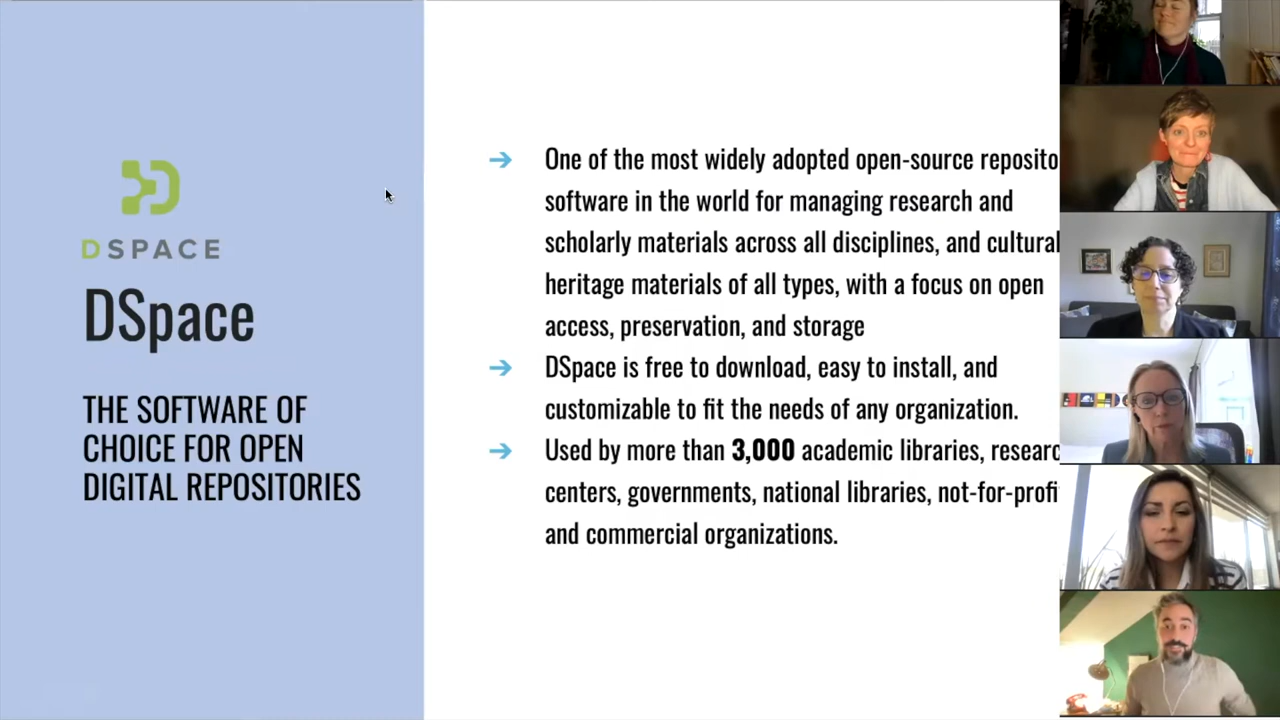 DSPACE
DSpace
THE SOFTWARE OF
CHOICE FOR OPEN
DIGITAL REPOSITORIES
➔ One of the most widely adopted open-source reposito
software in the world for managing research and
scholarly materials across all disciplines, and cultural
heritage materials of all types, with a focus on open
access, preservation, and storage
➔ DSpace is free to download, easy to install, and
customizable to fit the needs of any organization.
➔ Used by more than 3,000 academic libraries, researc
centers, governments, national libraries, not-for-profi
and commercial organizations.